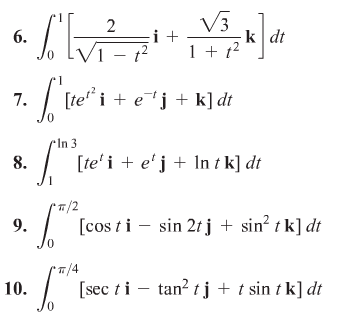 6. ∫₀¹ [2/√(1 − t²) i + √3/(1 + t²) k] dt
7. ∫₀¹ [te^(t²) i + e^(−t) j + k] dt
8. ∫₁^(ln 3) [te^t i + e^t j + ln t k] dt
9. ∫₀^(π/2) [cos t i − sin 2t j + sin² t k] dt
10. ∫₀^(π/4) [sec t i − tan² t j + t sin t k] dt